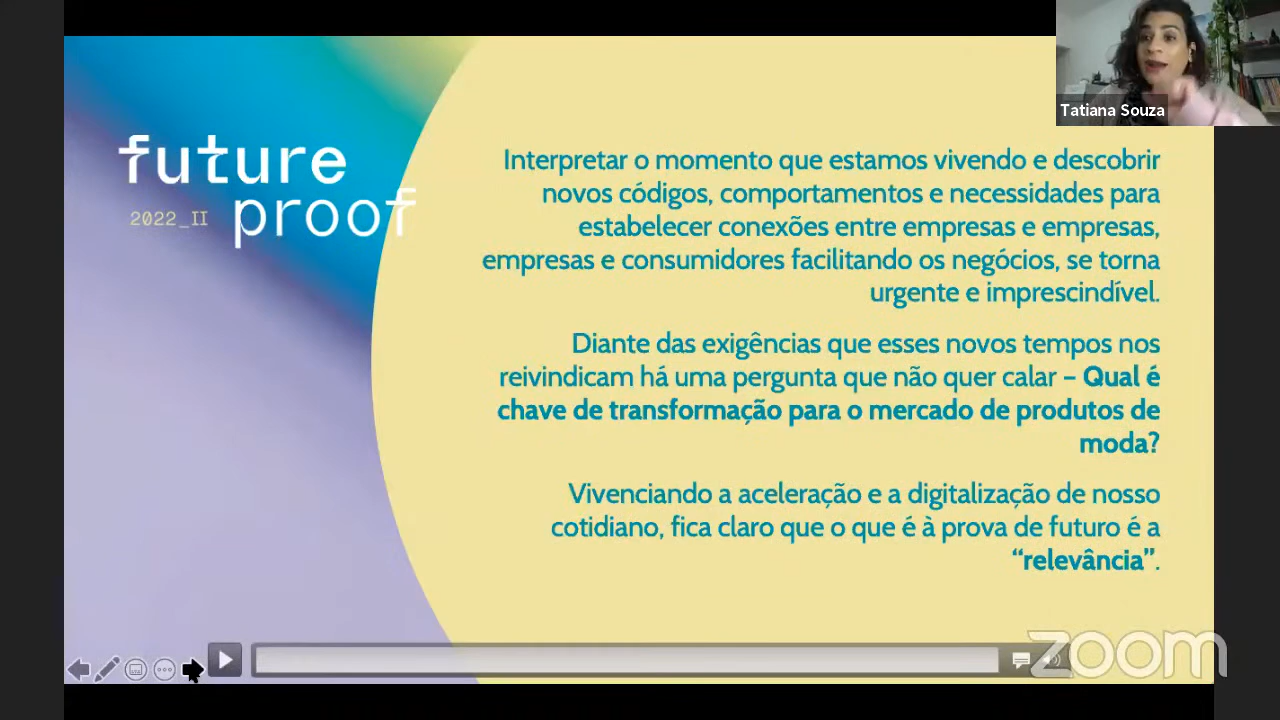 Tatiana Souza
future
2022_II proof
Interpretar o momento que estamos vivendo e descobrir
novos códigos, comportamentos e necessidades para
estabelecer conexões entre empresas e empresas,
empresas e consumidores facilitando os negócios, se torna
urgente e imprescindível.
Diante das exigências que esses novos tempos nos
reivindicam há uma pergunta que não quer calar – Qual é
chave de transformação para o mercado de produtos de
moda?
Vivenciando a aceleração e a digitalização de nosso
cotidiano, fica claro que o que é à prova de futuro é a
“relevância”.
zoom